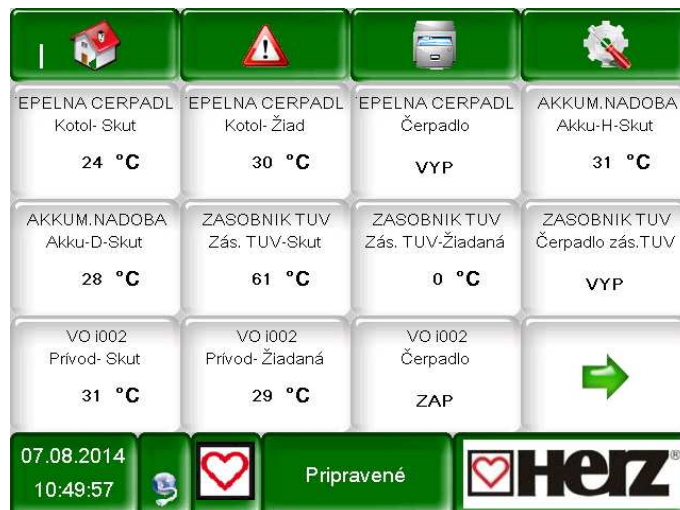 EPELNA CERPADL
Kotol- Skut
24 °C
EPELNA CERPADL
Kotol- Žiad
30 °C
EPELNA CERPADL
Čerpadlo
VYP
AKKUM.NADOBA
Akku-H-Skut
31 °C
AKKUM.NADOBA
Akku-D-Skut
28 °C
ZASOBNIK TUV
Zás. TUV-Skut
61 °C
ZASOBNIK TUV
Zás. TUV-Žiadaná
0 °C
ZASOBNIK TUV
Čerpadlo zás.TUV
VYP
VO i002
Prívod- Skut
31 °C
VO i002
Prívod- Žiadaná
29 °C
VO i002
Čerpadlo
ZAP
07.08.2014
10:49:57
Pripravené
Herz®